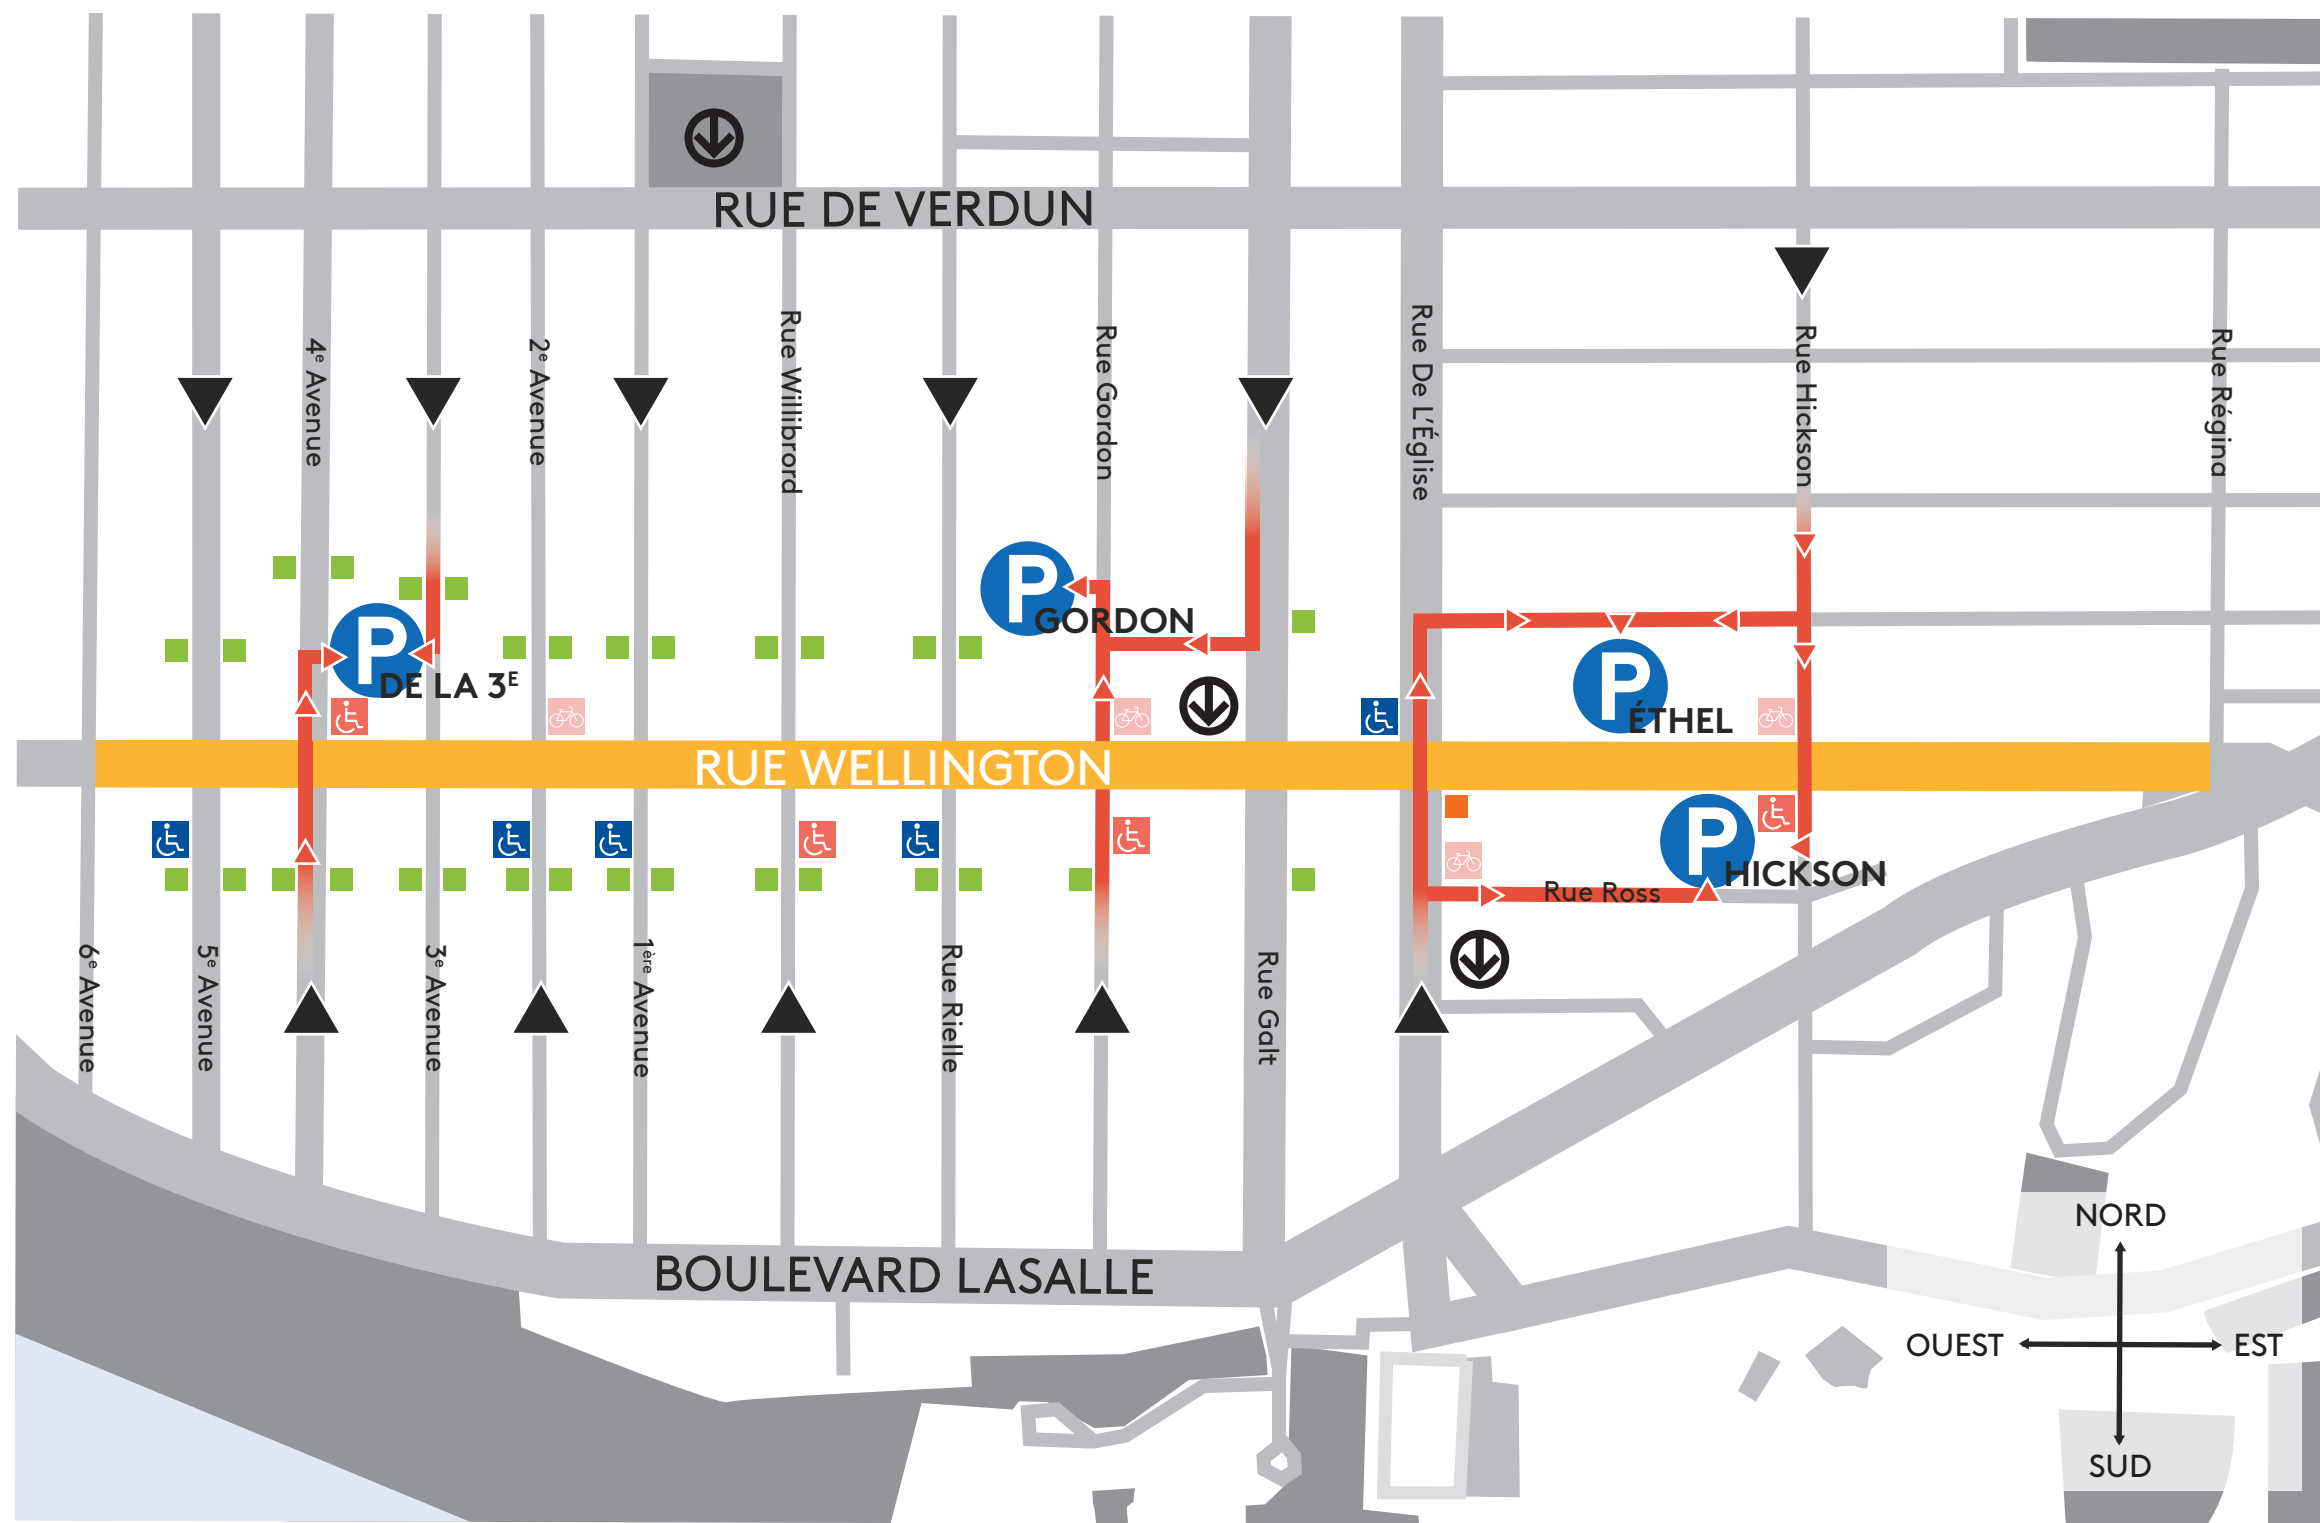 RUE DE VERDUN
4e Avenue
2e Avenue
Rue Willibrord
Rue Gordon
Rue De L'Église
Rue Hickson
Rue Régina
P
GORDON
P
DE LA 3E
P
ÉTHEL
RUE WELLINGTON
P
HICKSON
Rue Ross
6e Avenue
5e Avenue
3e Avenue
1ère Avenue
Rue Rielle
Rue Galt
BOULEVARD LASALLE
NORD
OUEST
EST
SUD